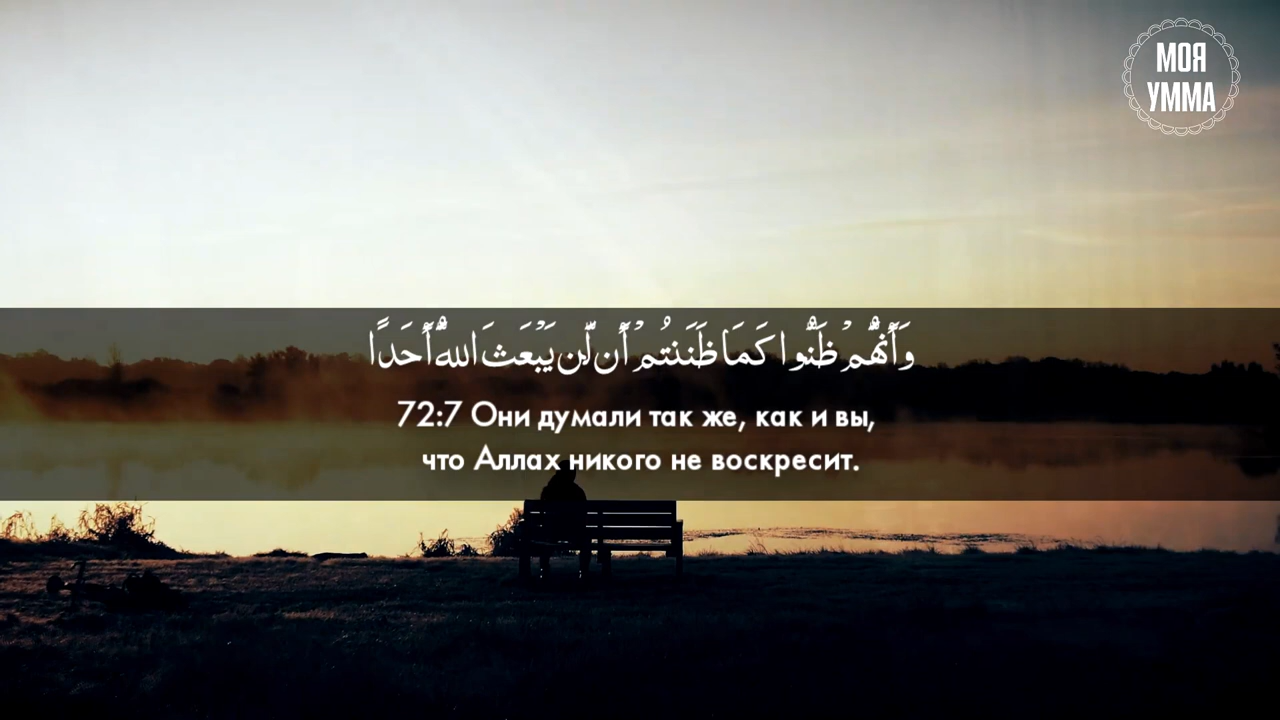 МОЯ
УММА
وَأَنَّهُمْ ظَنُّوا كَمَا ظَنَنتُمْ أَن لَّن يَبْعَثَ اللَّهُ أَحَدًا
72:7 Они думали так же, как и вы,
что Аллах никого не воскресит.